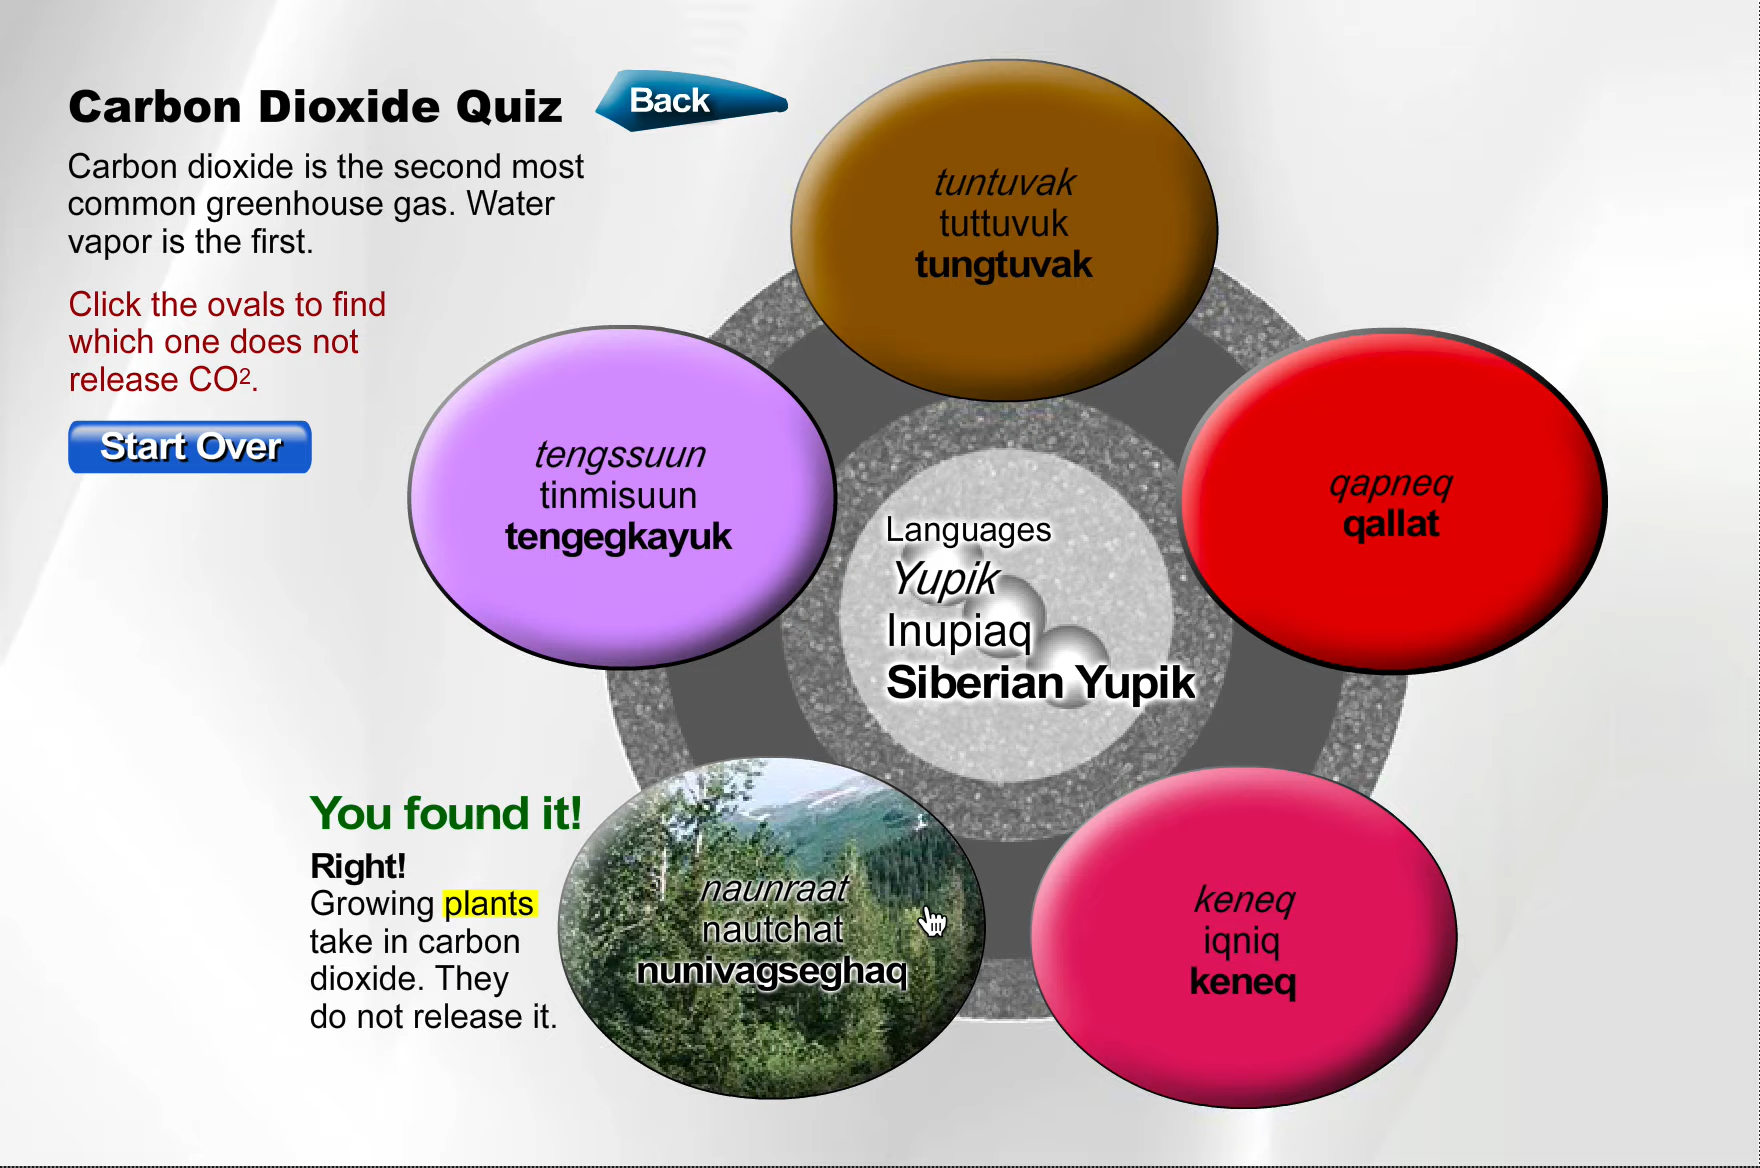 Carbon Dioxide Quiz
Back
Carbon dioxide is the second most
common greenhouse gas. Water
vapor is the first.
Click the ovals to find
which one does not
release CO².
Start Over
tuntuvak
tuttuvuk
tungtuvak
tengssuun
tinmisuun
tengegkayuk
qapneq
qallat
Languages
Yupik
Inupiaq
Siberian Yupik
You found it!
Right!
Growing plants
take in carbon
dioxide. They
do not release it.
naunraat
nautchat
nunivagseghaq
keneq
iqniq
keneq